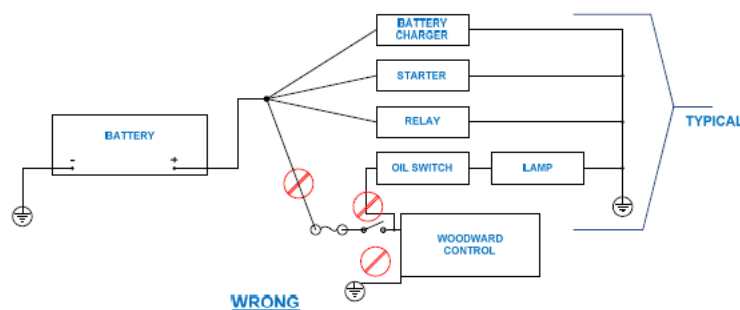 BATTERY
CHARGER
STARTER
RELAY
TYPICAL
BATTERY
- +
OIL SWITCH LAMP
WOODWARD
CONTROL
WRONG